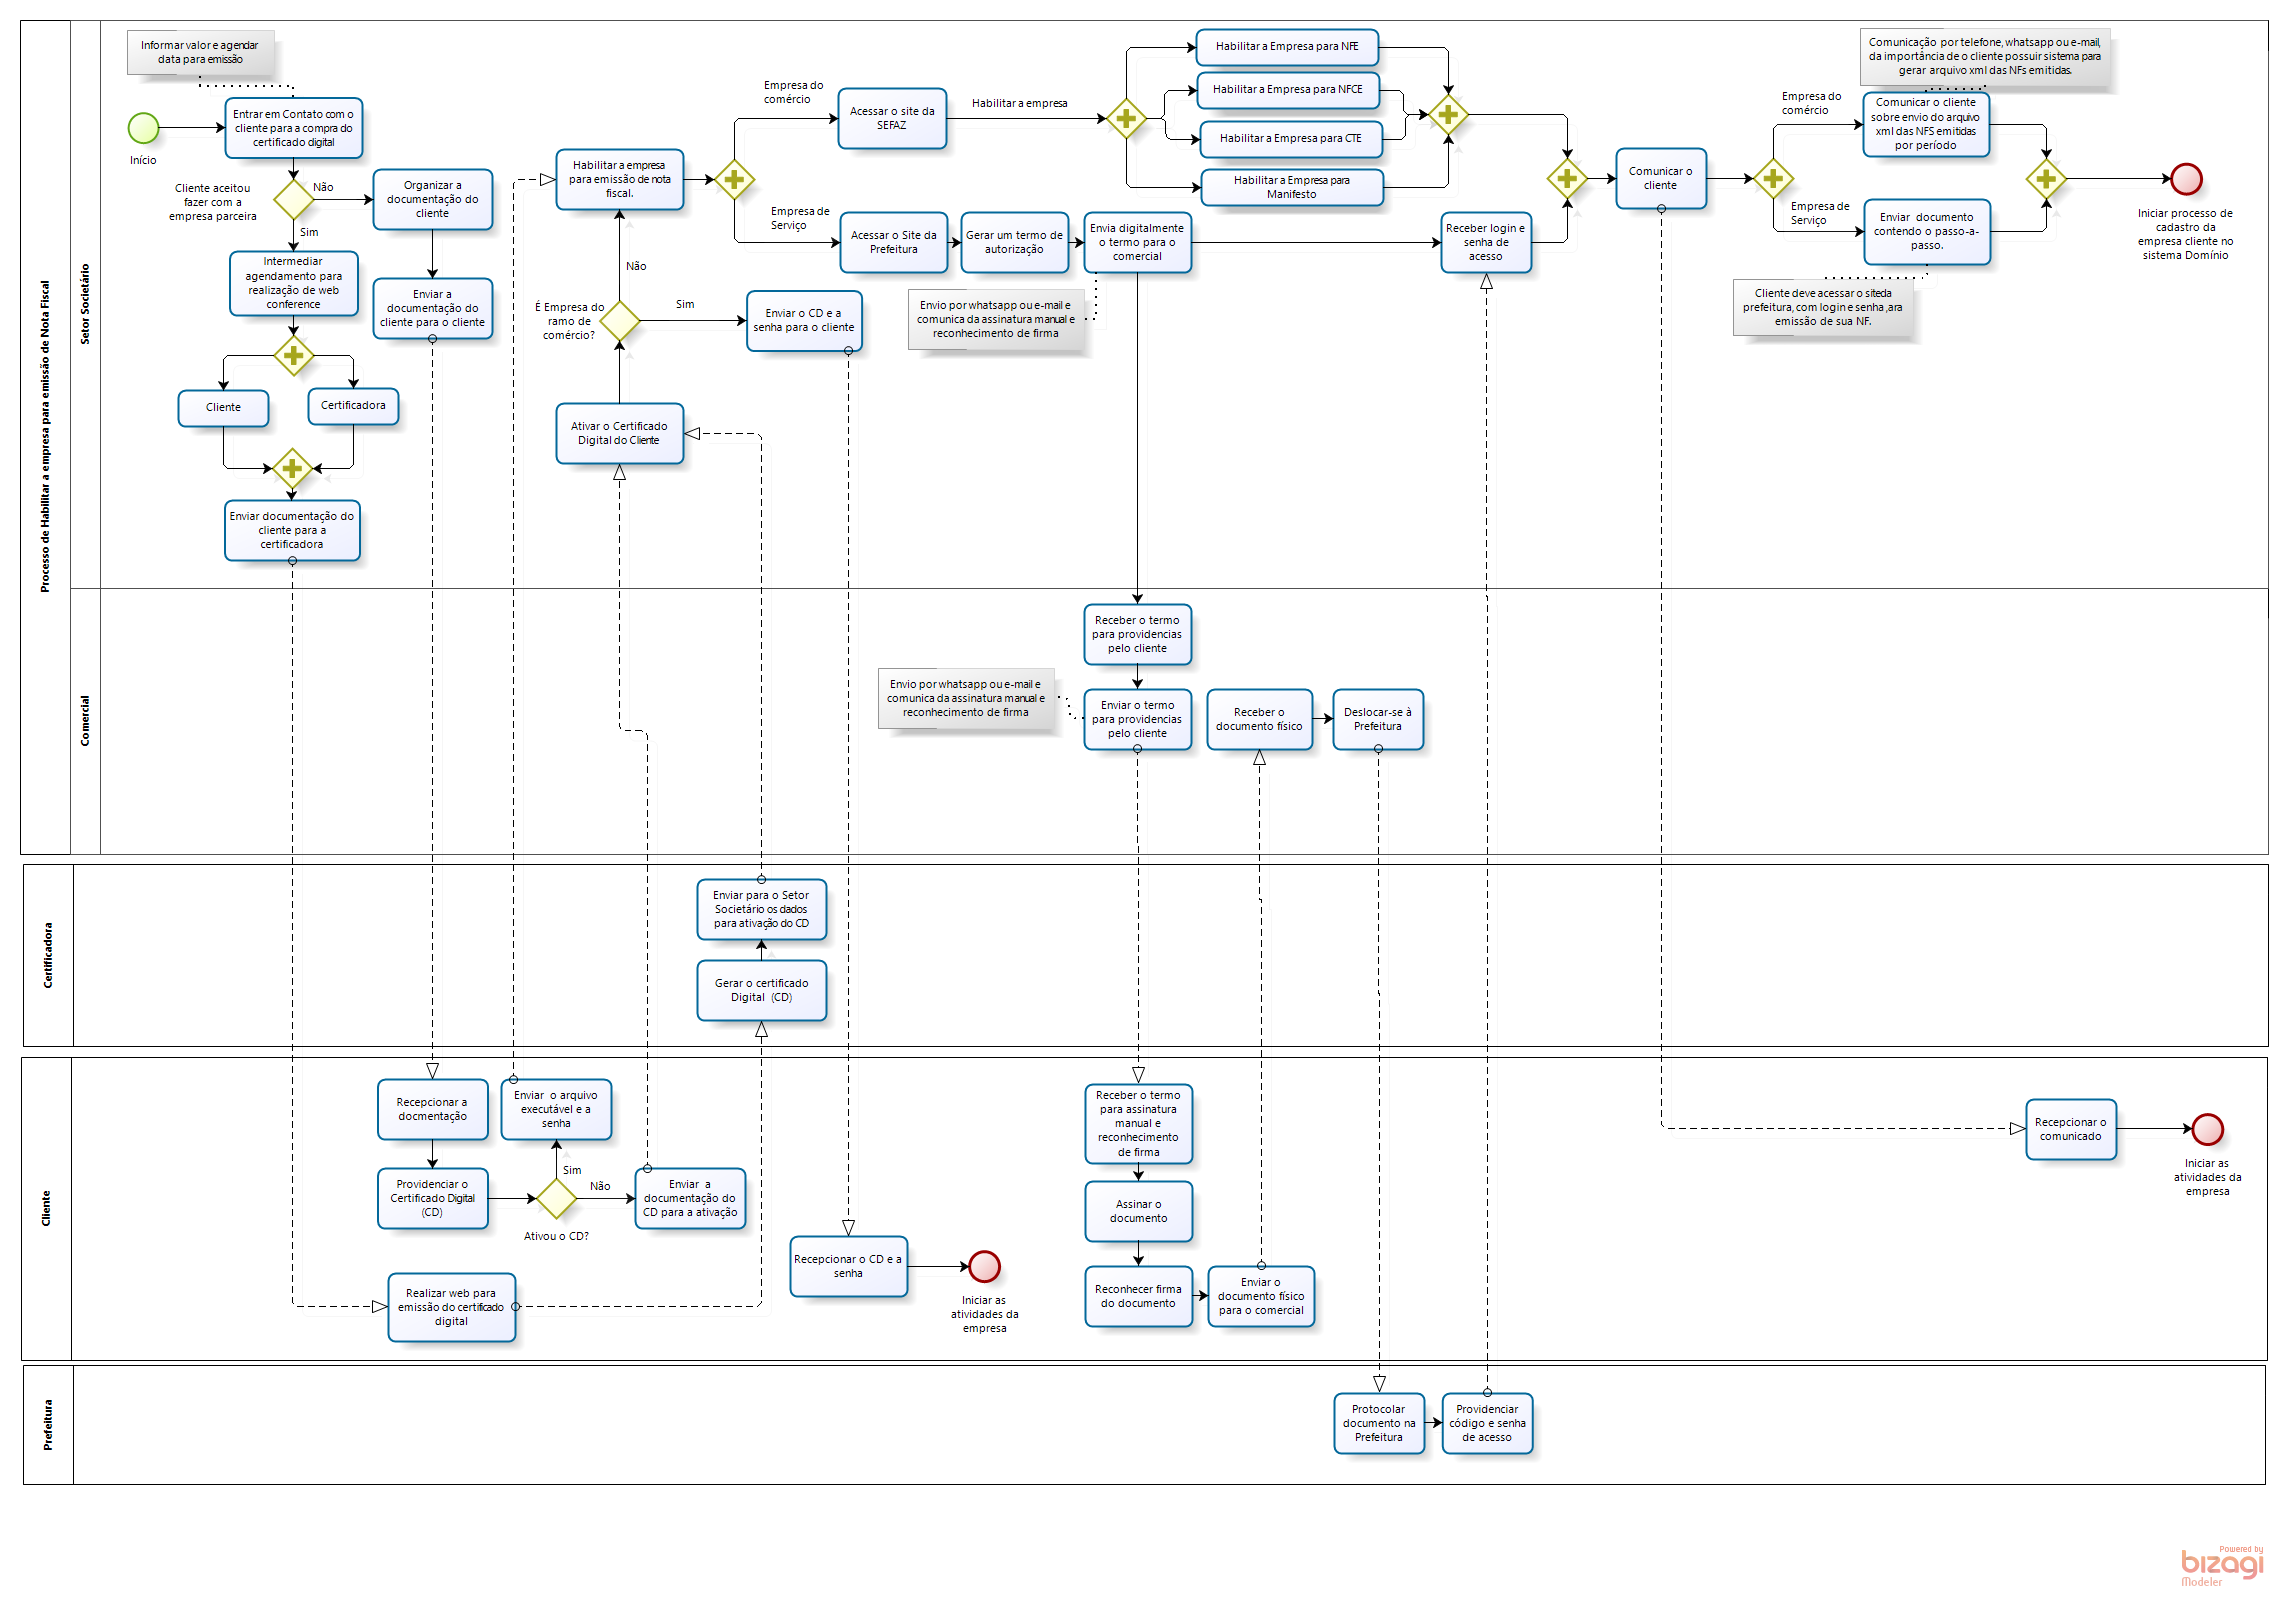 Processo de Habilitar a empresa para emissão de Nota Fiscal
Setor Societário
Informar valor e agendar
data para emissão
Início
Entrar em Contato com o
cliente para a compra do
certificado digital
Cliente aceitou
fazer com a
empresa parceira
Não
Sim
Organizar a
documentação do
cliente
Enviar a
documentação do
cliente para o cliente
Intermediar
agendamento para
realização de web
conference
Cliente
Certificadora
Enviar documentação do
cliente para a
certificadora
Habilitar a empresa
para emissão de nota
fiscal.
Não
É Empresa do
ramo de
comércio?
Sim
Enviar o CD e a
senha para o cliente
Ativar o Certificado
Digital do Cliente
Empresa do
comércio
Acessar o site da
SEFAZ
Habilitar a empresa
Habilitar a Empresa para NFE
Habilitar a Empresa para NFCE
Habilitar a Empresa para CTE
Habilitar a Empresa para
Manifesto
Empresa de
Serviço
Acessar o Site da
Prefeitura
Gerar um termo de
autorização
Envia digitalmente
o termo para o
comercial
Envio por whatsapp ou e-mail e
comunica da assinatura manual e
reconhecimento de firma
Receber login e
senha de
acesso
Comunicar o
cliente
Empresa do
comércio
Comunicação por telefone, whatsapp ou e-mail,
da importância de o cliente possuir sistema para
gerar arquivo xml das NFs emitidas.
Comunicar o cliente
sobre envio do arquivo
xml das NFS emitidas
por período
Empresa de
Serviço
Enviar documento
contendo o passo-a-
passo.
Cliente deve acessar o siteda
prefeitura, com login e senha ,ara
emissão de sua NF.
Iniciar processo de
cadastro da
empresa cliente no
sistema Domínio
Comercial
Receber o termo
para providencias
pelo cliente
Envio por whatsapp ou e-mail e
comunica da assinatura manual e
reconhecimento de firma
Enviar o termo
para providencias
pelo cliente
Receber o
documento físico
Deslocar-se à
Prefeitura
Certificadora
Enviar para o Setor
Societário os dados
para ativação do CD
Gerar o certificado
Digital (CD)
Cliente
Recepcionar a
docmentação
Enviar o arquivo
executável e a
senha
Providenciar o
Certificado Digital
(CD)
Sim
Não
Ativou o CD?
Enviar a
documentação do
CD para a ativação
Realizar web para
emissão do certificado
digital
Recepcionar o CD e a
senha
Iniciar as
atividades da
empresa
Receber o termo
para assinatura
manual e
reconhecimento
de firma
Assinar o
documento
Reconhecer firma
do documento
Enviar o
documento físico
para o comercial
Recepcionar o
comunicado
Iniciar as
atividades da
empresa
Prefeitura
Protocolar
documento na
Prefeitura
Providenciar
código e senha
de acesso
Powered by
bizagi
Modeler